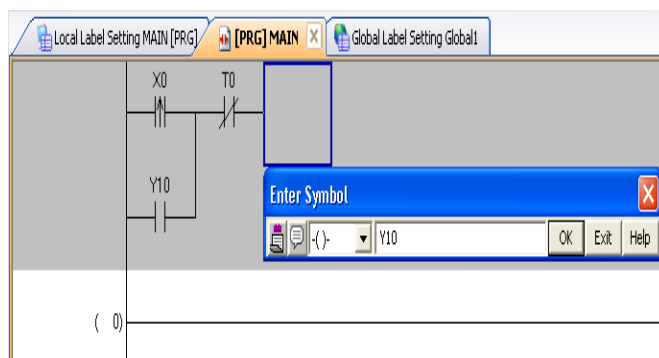 Local Label Setting MAIN [PRG] [PRG] MAIN Global Label Setting Global1
X0 T0
Y10
Enter Symbol
-( )- Y10 OK Exit Help
( 0)